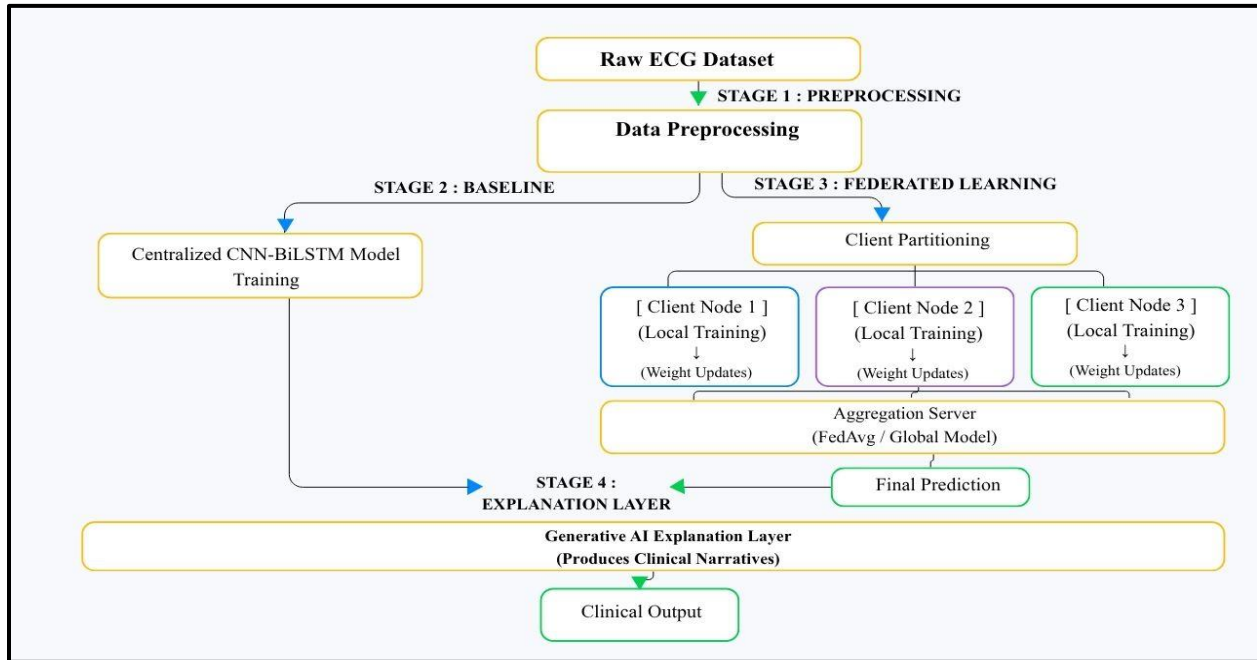 Raw ECG Dataset
STAGE 1 : PREPROCESSING
Data Preprocessing
STAGE 2 : BASELINE
STAGE 3 : FEDERATED LEARNING
Centralized CNN-BiLSTM Model
Training
Client Partitioning
[ Client Node 1 ]
(Local Training)
↓
(Weight Updates)
[ Client Node 2 ]
(Local Training)
↓
(Weight Updates)
[ Client Node 3 ]
(Local Training)
↓
(Weight Updates)
Aggregation Server
(FedAvg / Global Model)
Final Prediction
STAGE 4 :
EXPLANATION LAYER
Generative AI Explanation Layer
(Produces Clinical Narratives)
Clinical Output